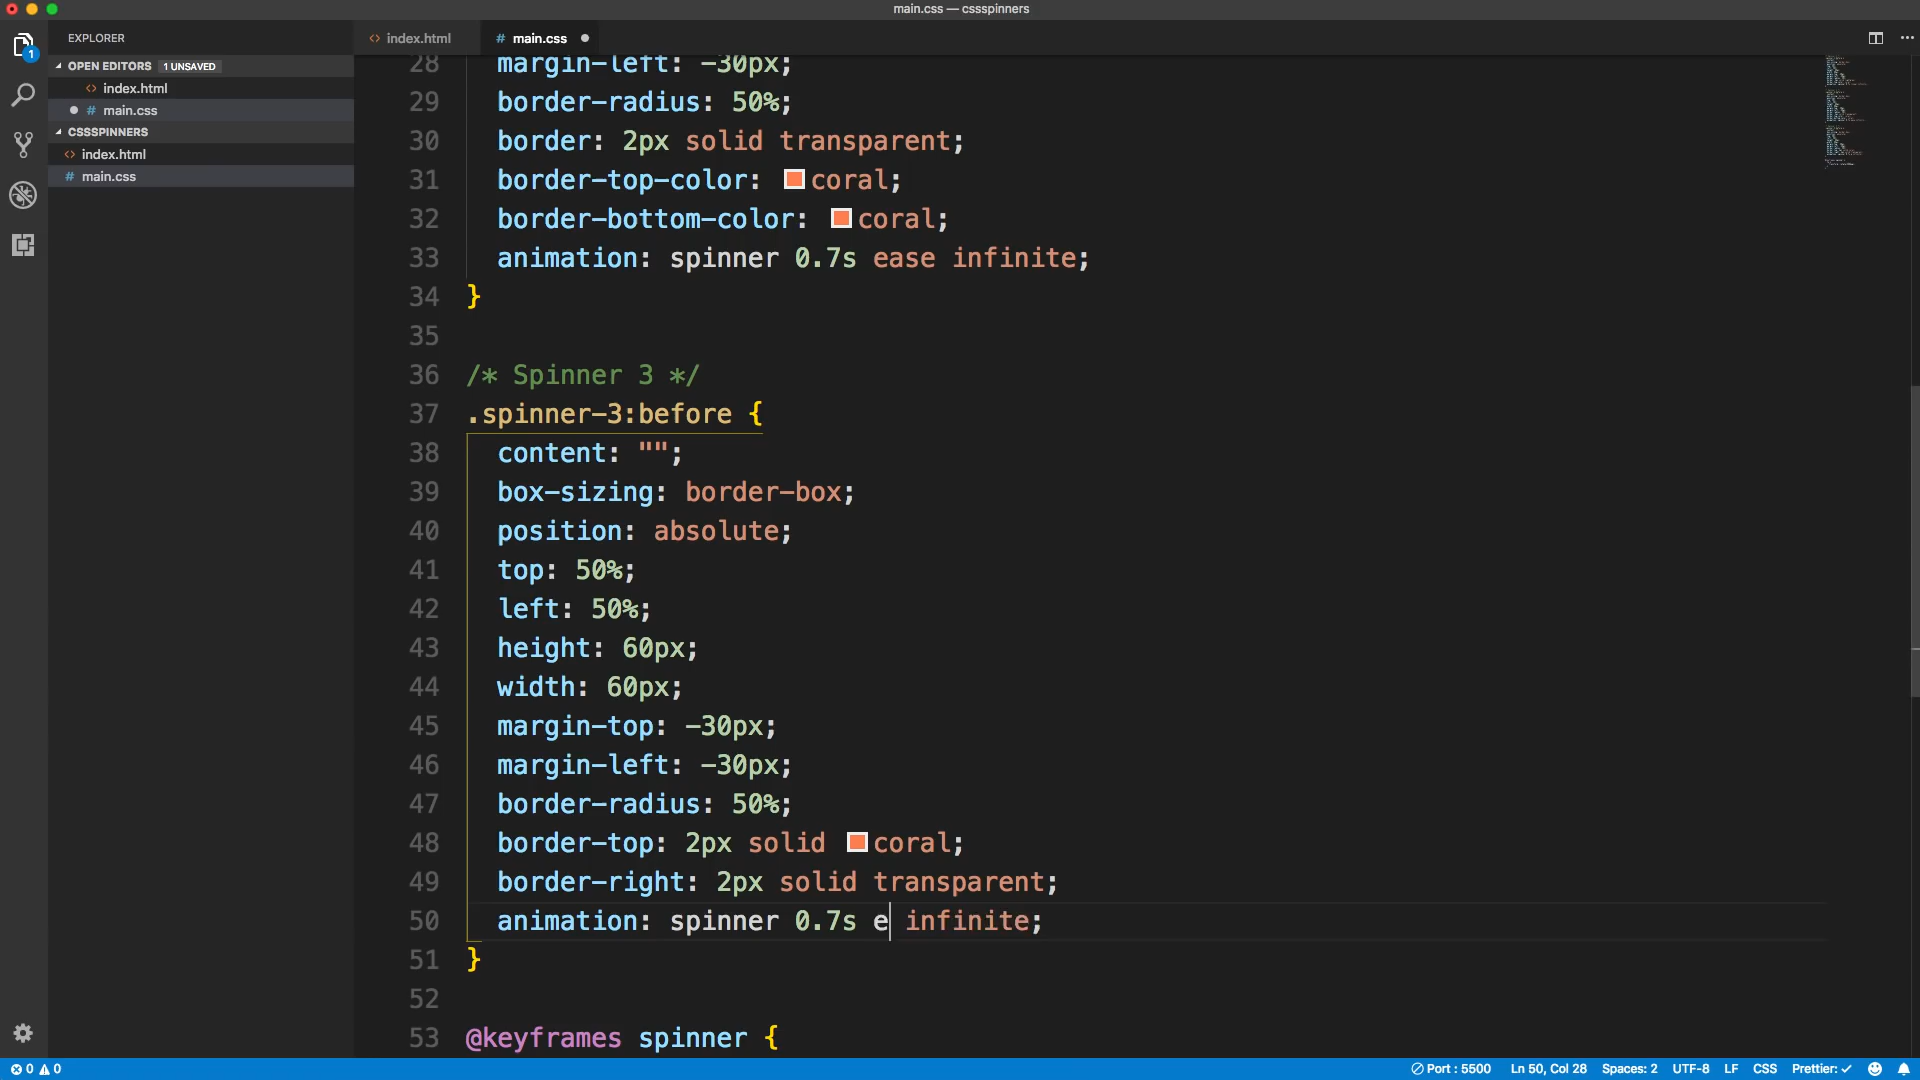 main.css — cssspinners
EXPLORER
OPEN EDITORS 1 UNSAVED
index.html
# main.css
CSSSPINNERS
index.html
# main.css
1
index.html
# main.css
28 margin-left: -30px;
29 border-radius: 50%;
30 border: 2px solid transparent;
31 border-top-color: coral;
32 border-bottom-color: coral;
33 animation: spinner 0.7s ease infinite;
34 }
35
36 /* Spinner 3 */
37 .spinner-3:before {
38 content: "";
39 box-sizing: border-box;
40 position: absolute;
41 top: 50%;
42 left: 50%;
43 height: 60px;
44 width: 60px;
45 margin-top: -30px;
46 margin-left: -30px;
47 border-radius: 50%;
48 border-top: 2px solid coral;
49 border-right: 2px solid transparent;
50 animation: spinner 0.7s e infinite;
51 }
52
53 @keyframes spinner {
0 0
Port : 5500 Ln 50, Col 28 Spaces: 2 UTF-8 LF CSS Prettier: ✓